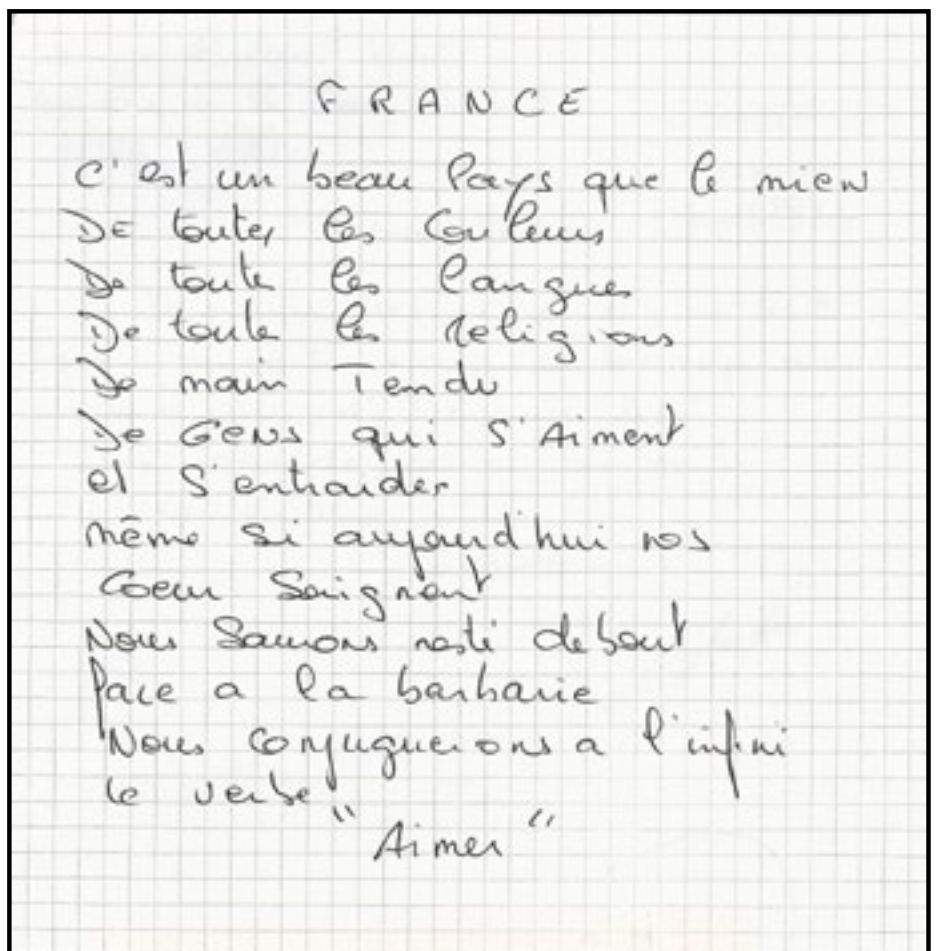 FRANCE
C'est un beau Pays que le mien
DE toutes les Couleurs
De toute les langues
De toute les religions
De main Tendu
De GENS qui S'Aiment
et S'entraider
même si aujourd'hui nos
Coeur Saignent
Nous Saurons resté debout
face a la barbarie
Nous Conjuguerons a l'infini
le verbe
"Aimer"